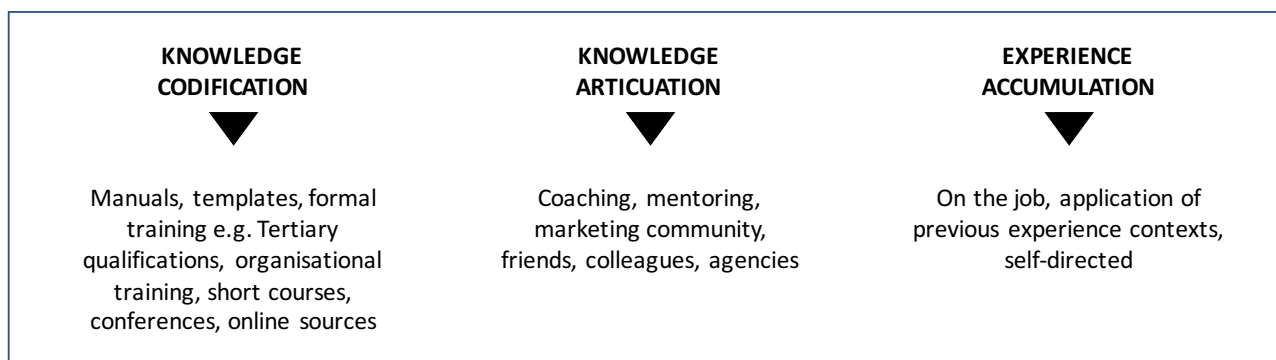 KNOWLEDGE
CODIFICATION
Manuals, templates, formal
training e.g. Tertiary
qualifications, organisational
training, short courses,
conferences, online sources
KNOWLEDGE
ARTICUATION
Coaching, mentoring,
marketing community,
friends, colleagues, agencies
EXPERIENCE
ACCUMULATION
On the job, application of
previous experience contexts,
self-directed